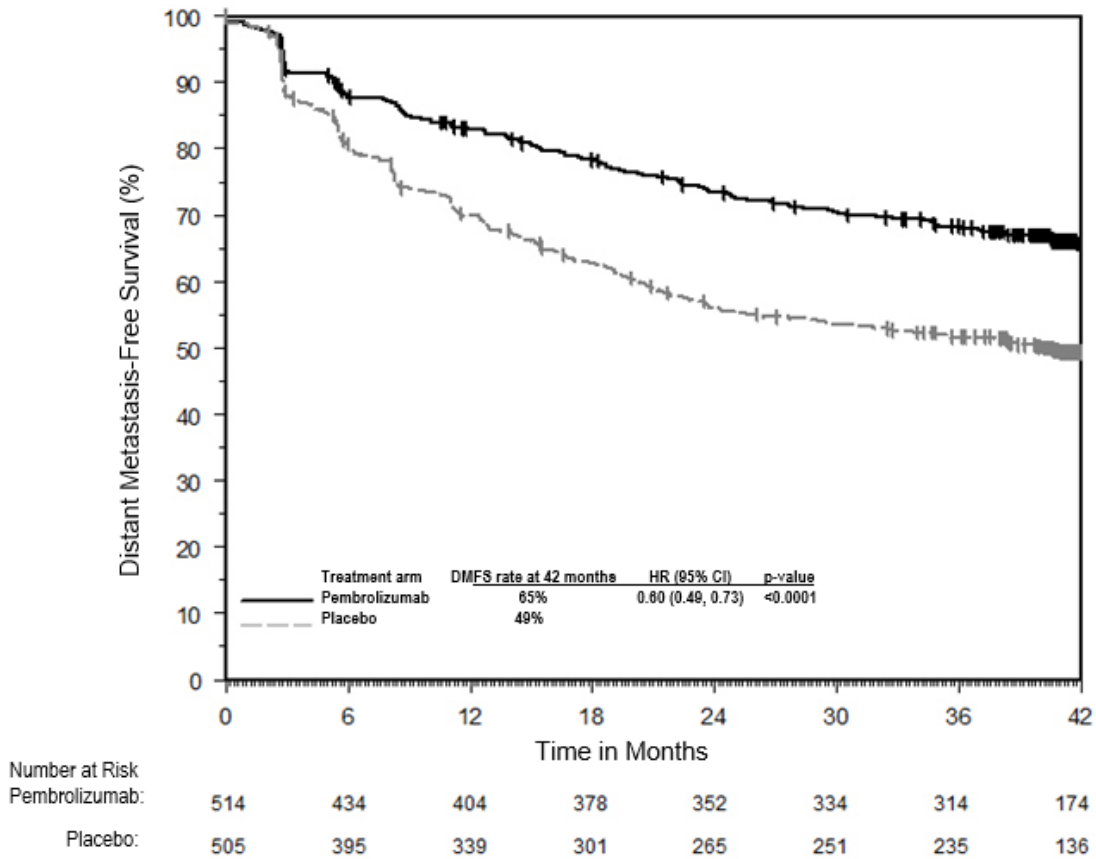 Distant Metastasis-Free Survival (%)
100
90
80
70
60
50
40
30
20
10
0
Treatment arm DMFS rate at 42 months HR (95% CI) p-value
Pembrolizumab 65% 0.60 (0.49, 0.73) <0.0001
Placebo 49%
0 6 12 18 24 30 36 42
Time in Months
Number at Risk
Pembrolizumab: 514 434 404 378 352 334 314 174
Placebo: 505 395 339 301 265 251 235 136